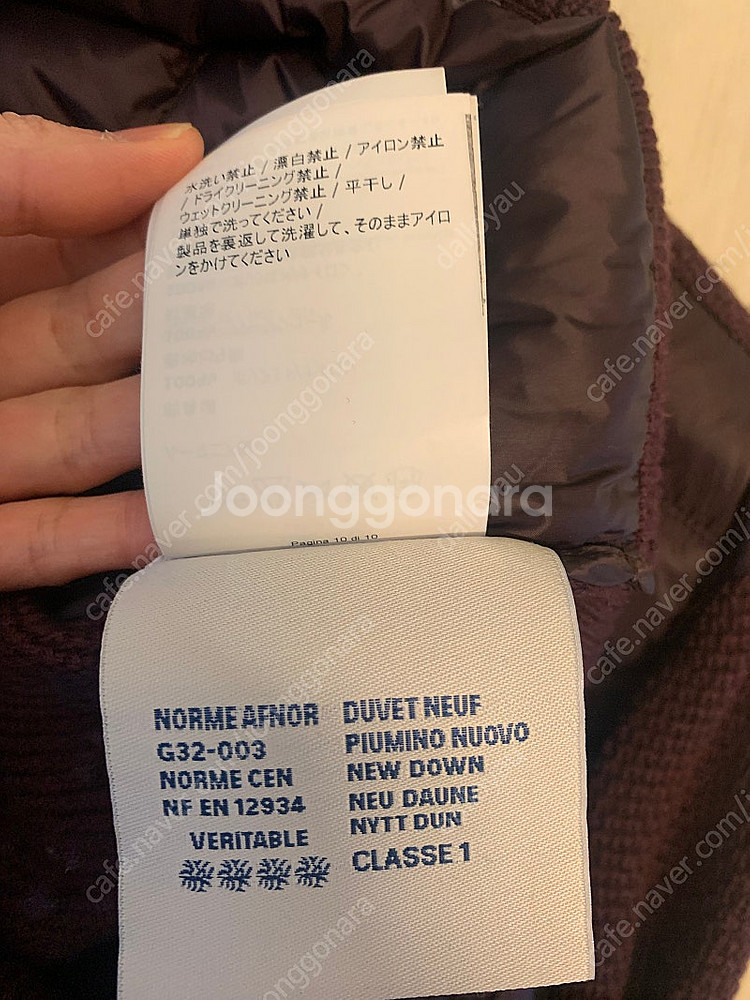 水洗い禁止 / 漂白禁止 / アイロン禁止
/ ドライクリーニング禁止 /
ウェットクリーニング禁止 / 平干し /
単独で洗ってください /
製品を裏返して洗濯して、そのままアイロ
ンをかけてください
Joonggonara
Pagina 10 di 10
NORME AFNOR
G32-003
NORME CEN
NF EN 12934
VERITABLE
DUVET NEUF
PIUMINO NUOVO
NEW DOWN
NEU DAUNE
NYTT DUN
CLASSE 1
cafe.naver.com/joonggonara